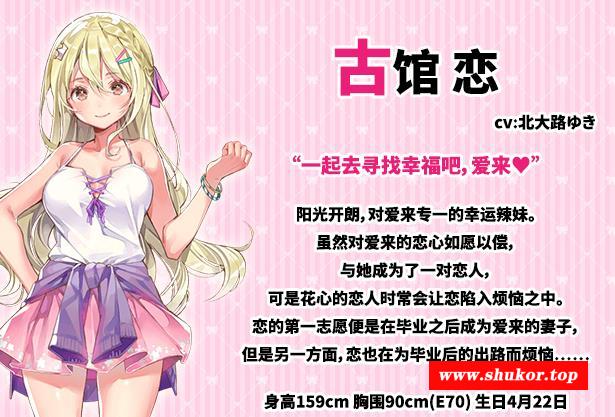 古馆 恋
cv:北大路ゆき
“一起去寻找幸福吧,爱来♥”
阳光开朗,对爱来专一的幸运辣妹。
虽然对爱来的恋心如愿以偿,
与她成为了一对恋人,
可是花心的恋人时常会让恋陷入烦恼之中。
恋的第一志愿便是在毕业之后成为爱来的妻子,
但是另一方面,恋也在为毕业后的出路而烦恼……
www.shukor.top
身高159cm 胸围90cm(E70) 生日4月22日